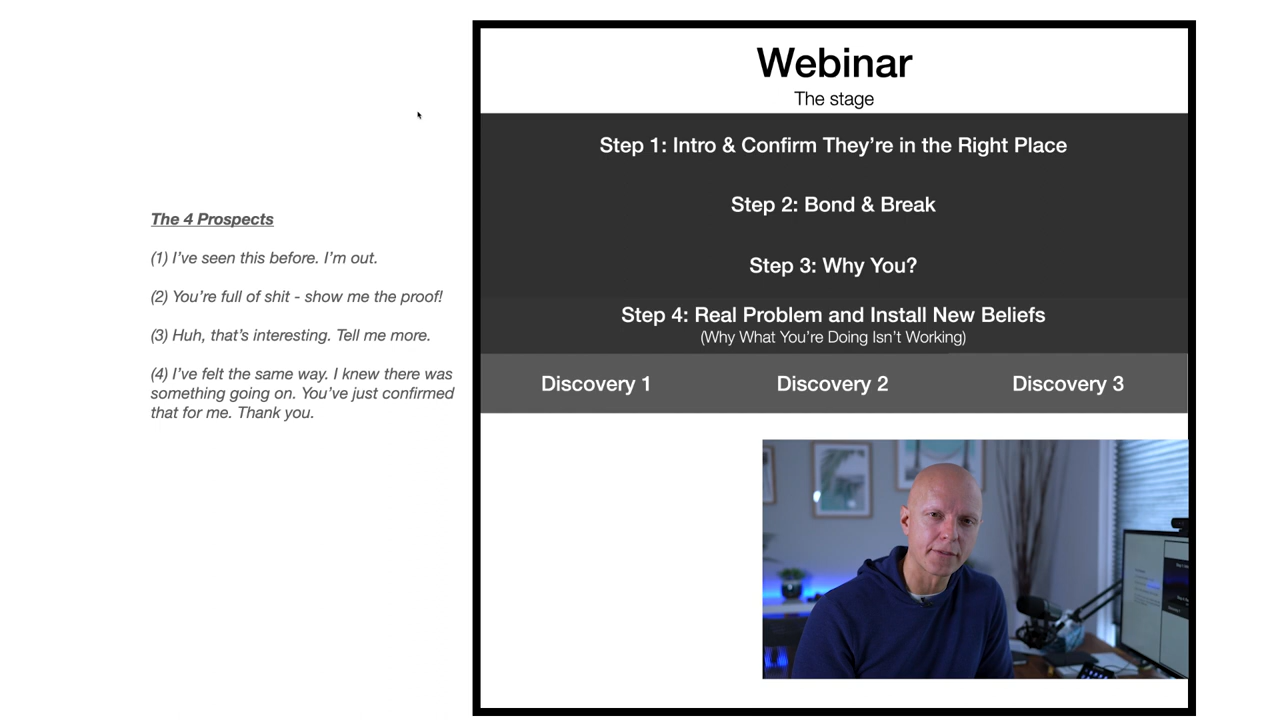 Webinar
The stage
Step 1: Intro & Confirm They’re in the Right Place
Step 2: Bond & Break
Step 3: Why You?
Step 4: Real Problem and Install New Beliefs
(Why What You’re Doing Isn’t Working)
Discovery 1
Discovery 2
Discovery 3
The 4 Prospects
(1) I’ve seen this before. I’m out.
(2) You’re full of shit - show me the proof!
(3) Huh, that’s interesting. Tell me more.
(4) I’ve felt the same way. I knew there was
something going on. You’ve just confirmed
that for me. Thank you.